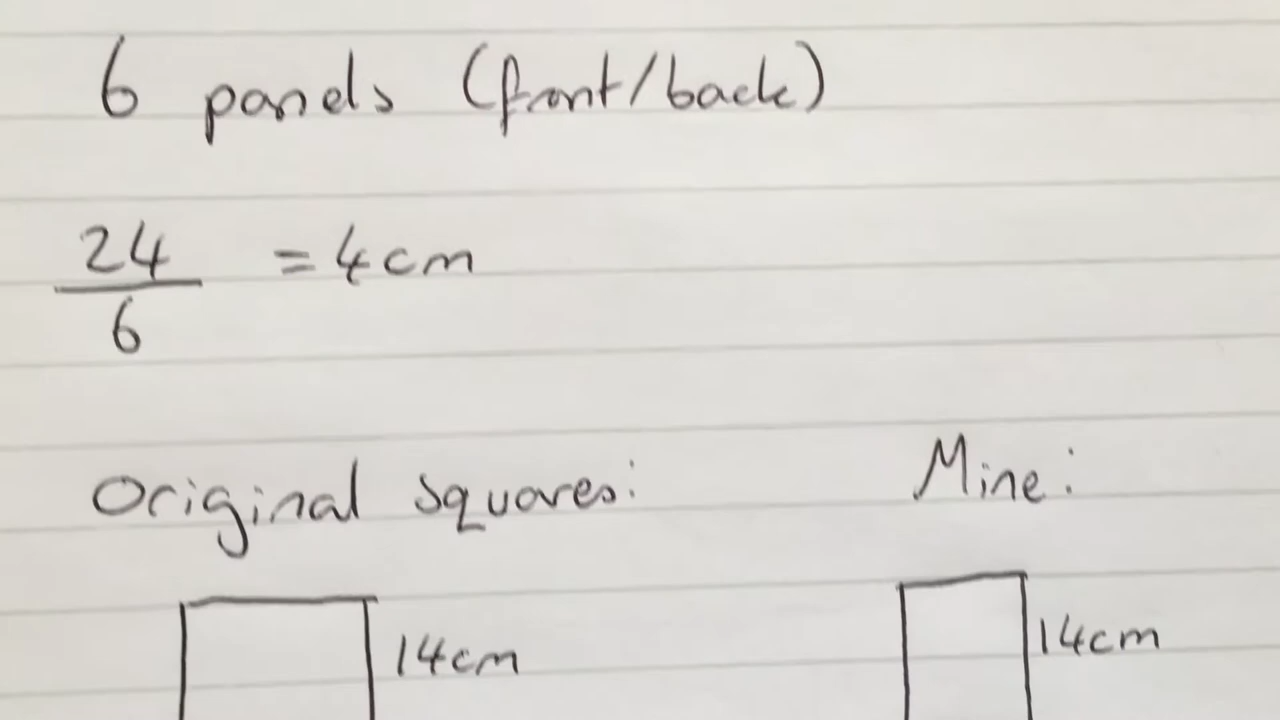 6 panels (front/back)
24 = 4cm
6
Original squares:
Mine:
14cm
14cm